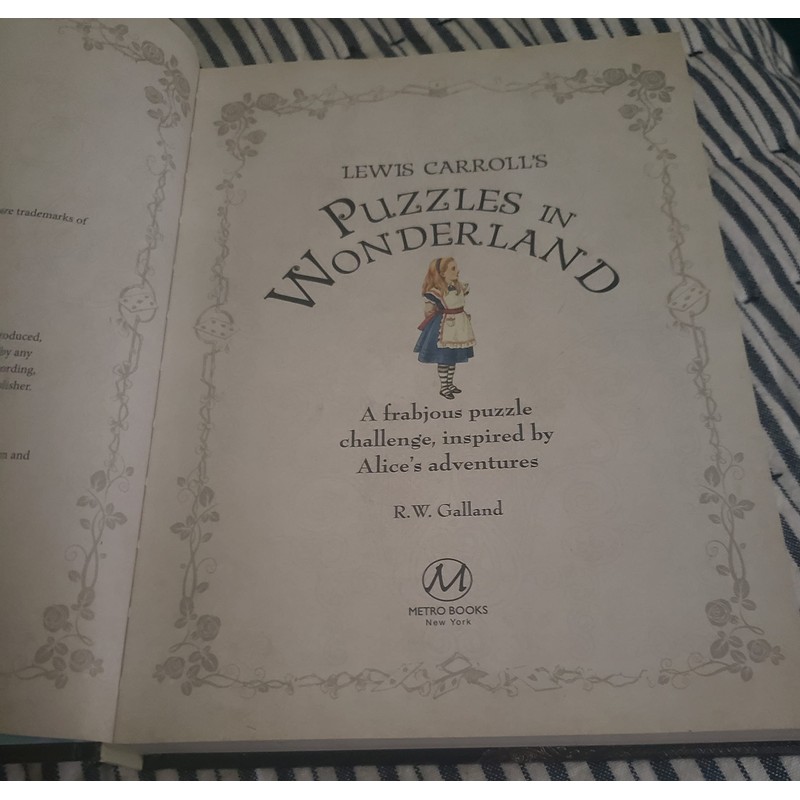 are trademarks of
roduced,
by any
ording,
lisher.
m and
LEWIS CARROLL'S
PUZZLES IN
WONDERLAND
A frabjous puzzle
challenge, inspired by
Alice's adventures
R.W. Galland
M
METRO BOOKS
New York